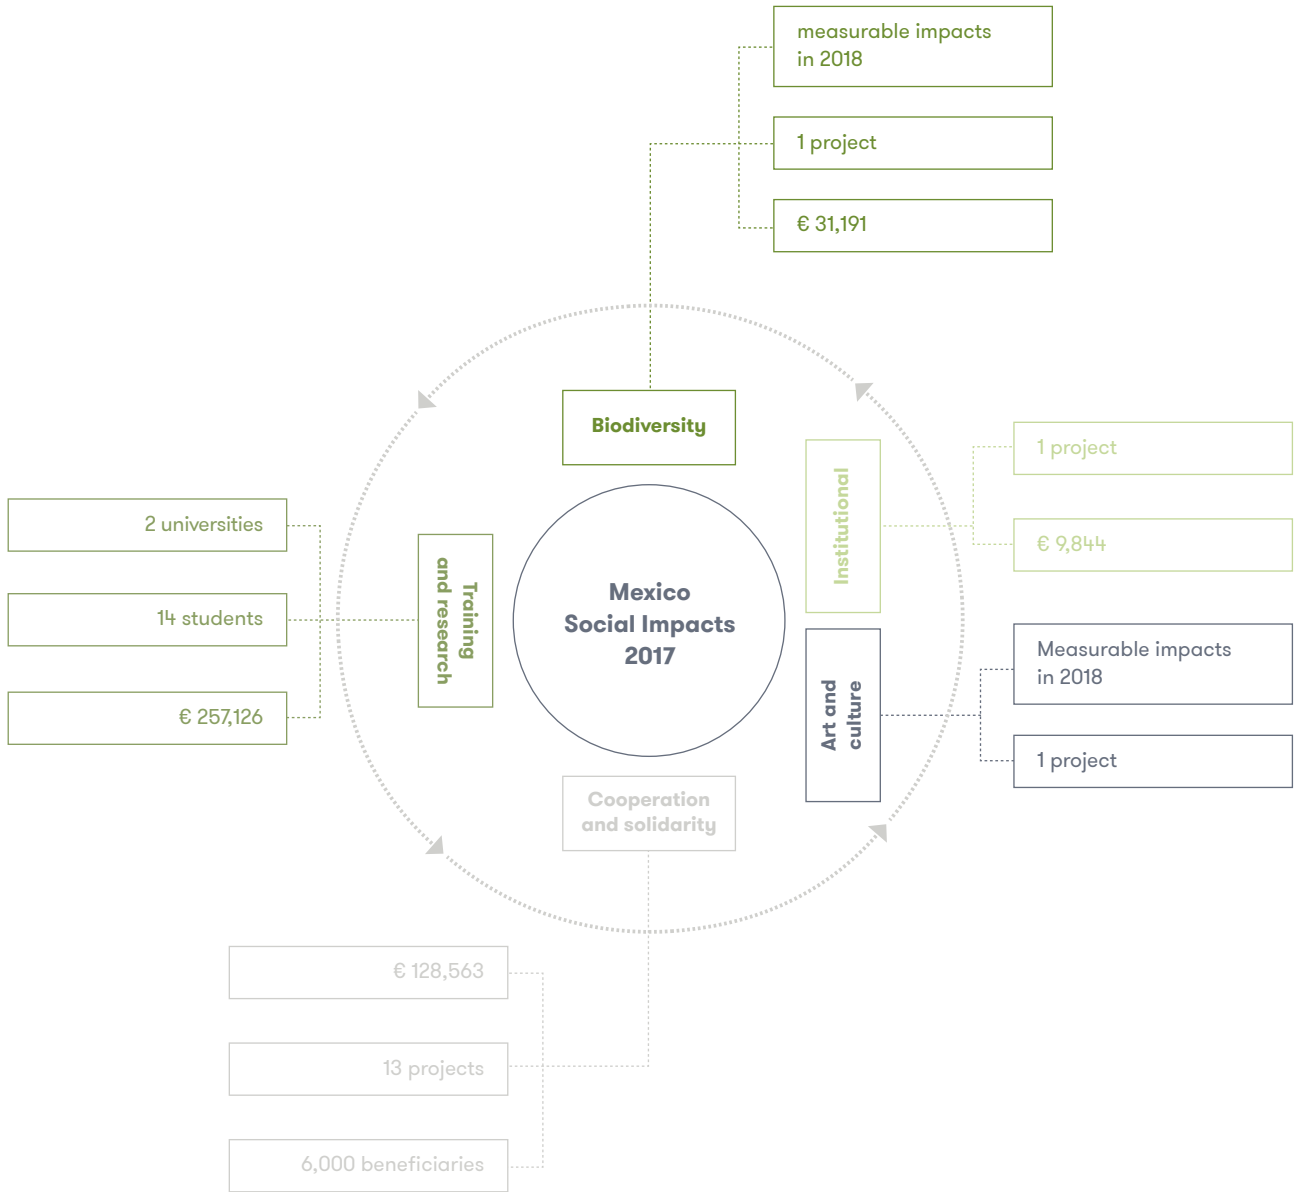 measurable impacts
in 2018
1 project
€ 31,191
Biodiversity
1 project
€ 9,844
Institutional
2 universities
14 students
€ 257,126
Training
and research
Mexico
Social Impacts
2017
Art and
culture
Measurable impacts
in 2018
1 project
Cooperation
and solidarity
€ 128,563
13 projects
6,000 beneficiaries